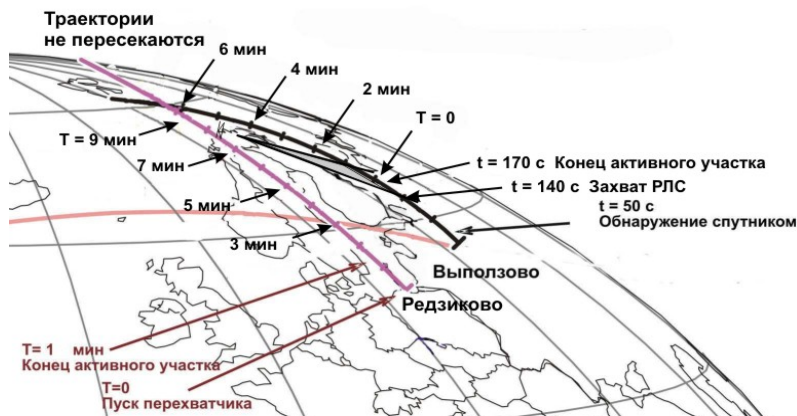 Траектории
не пересекаются
6 мин
4 мин
2 мин
T = 0
T = 9 мин
7 мин
5 мин
3 мин
t = 170 с Конец активного участка
t = 140 с Захват РЛС
t = 50 с
Обнаружение спутником
Выползово
Редзиково
T= 1 мин
Конец активного участка
T=0
Пуск перехватчика